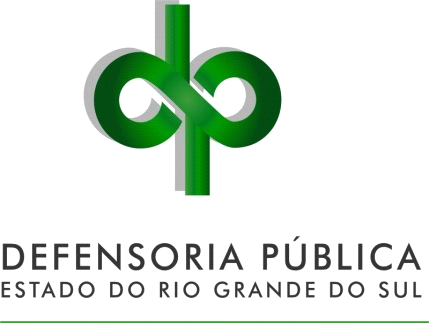 DEFENSORIA PÚBLICA
ESTADO DO RIO GRANDE DO SUL